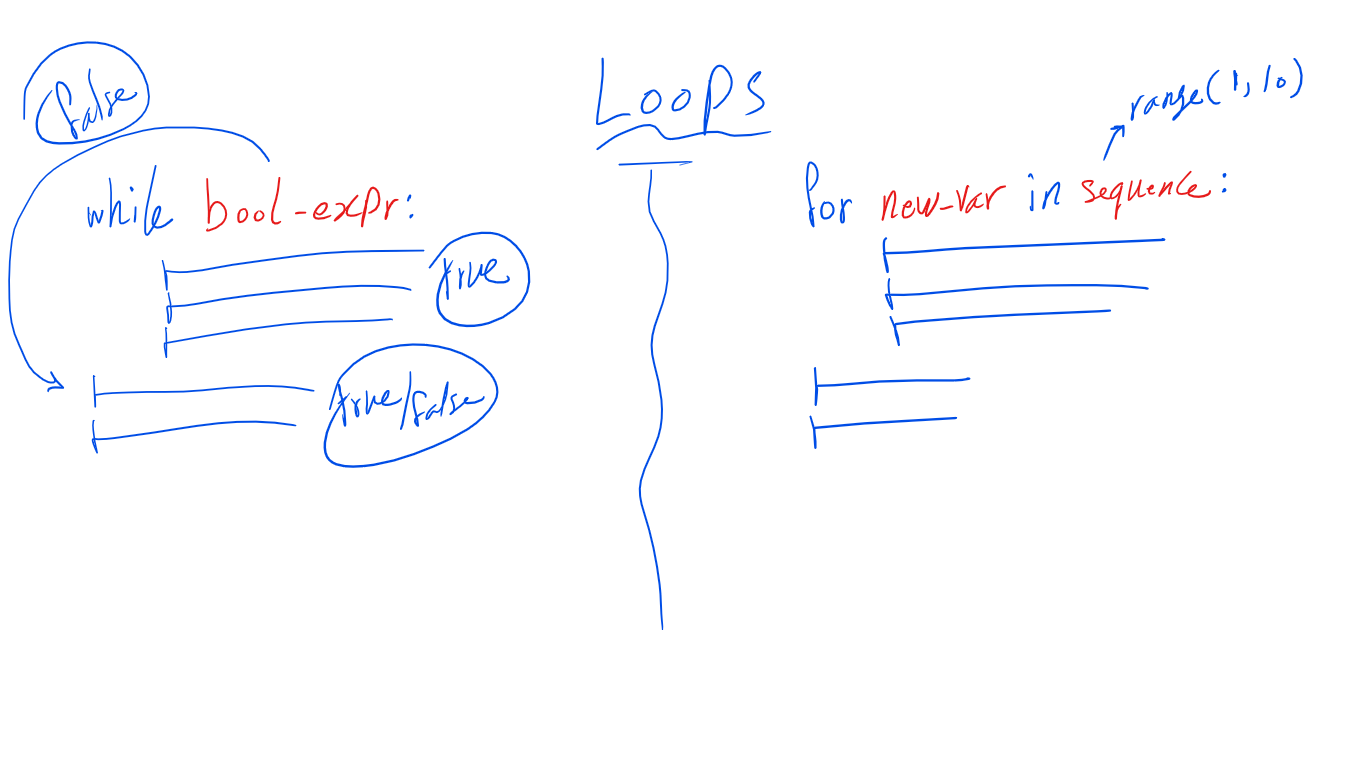 Loops
false
while bool-expr:
true
true/false
range(1, 10)
for new-var in sequence: